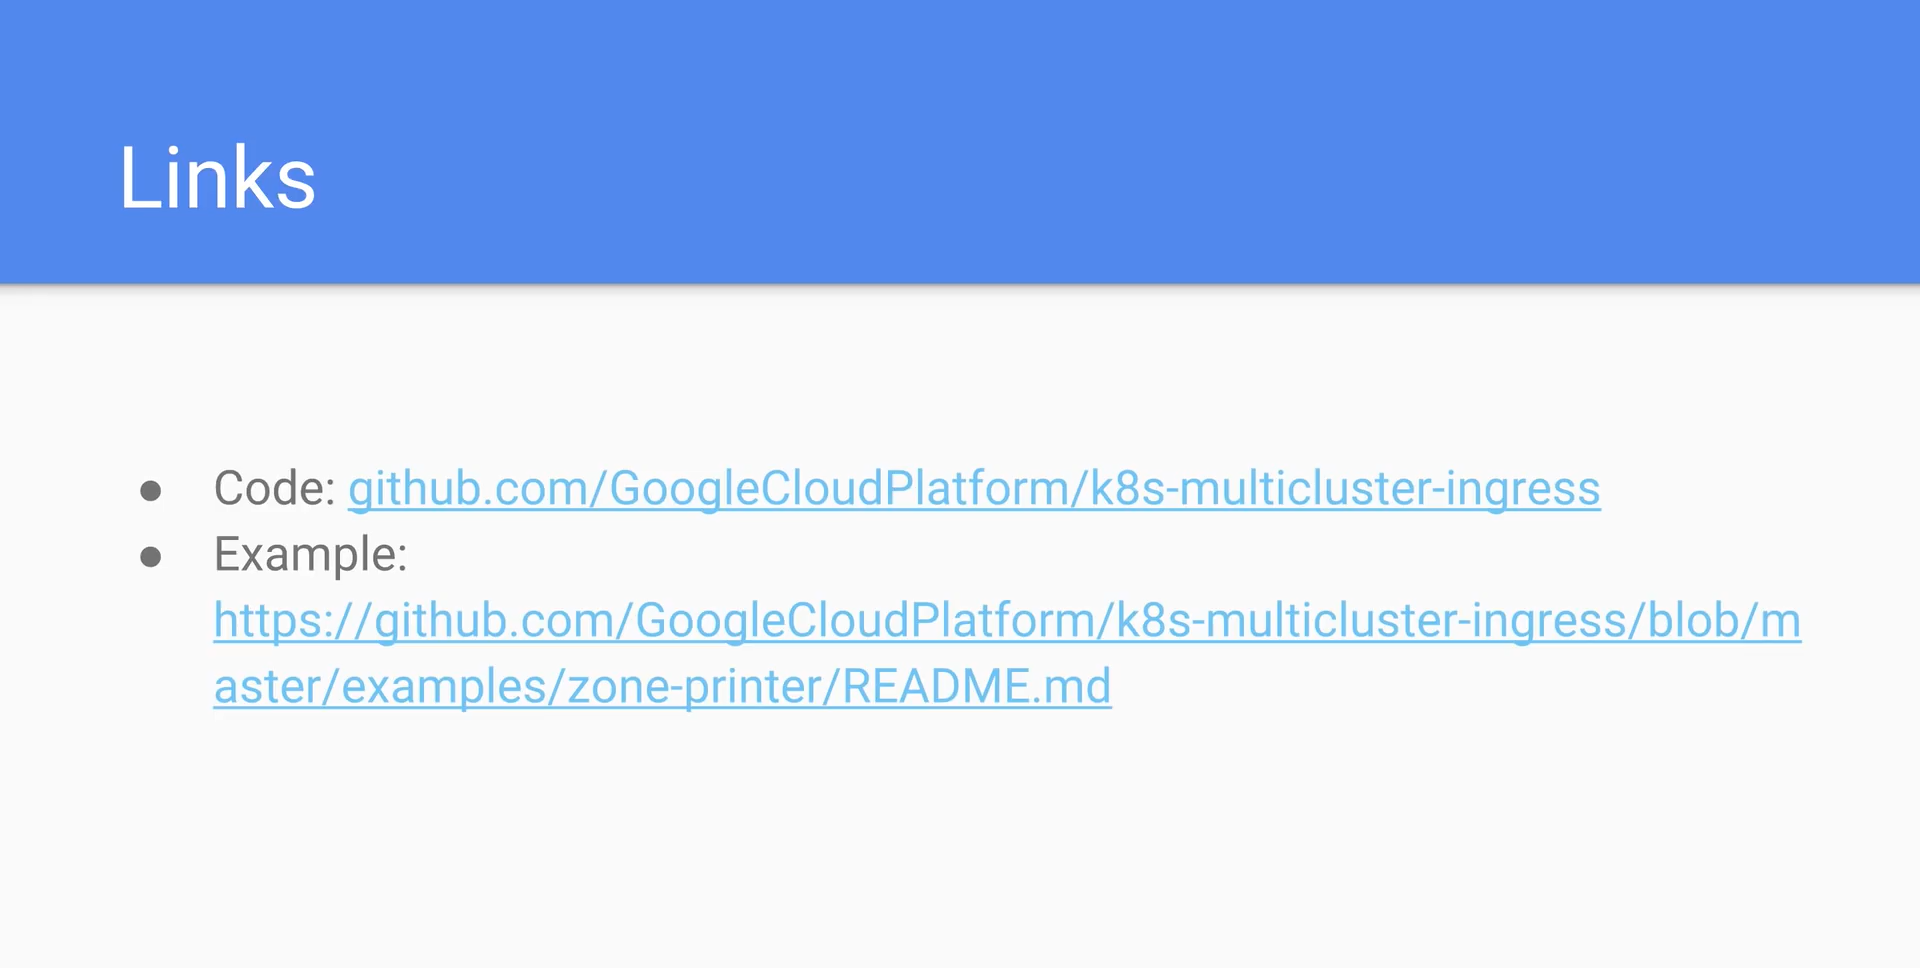 Links
● Code: github.com/GoogleCloudPlatform/k8s-multicluster-ingress
● Example:
https://github.com/GoogleCloudPlatform/k8s-multicluster-ingress/blob/m
aster/examples/zone-printer/README.md